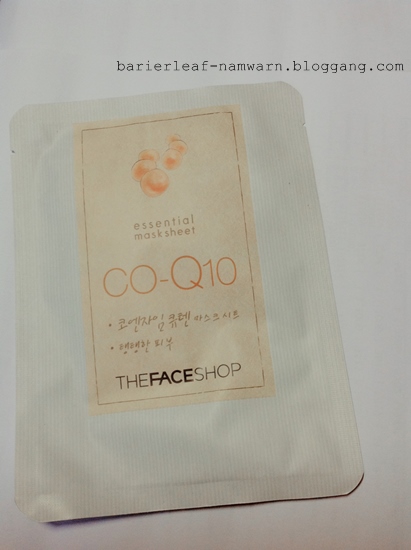 barierleaf-namwarn.bloggang.com
essential
masksheet
CO-Q10
• 코엔자임 큐텐 마스크시트
• 탱탱한 피부
THEFACESHOP